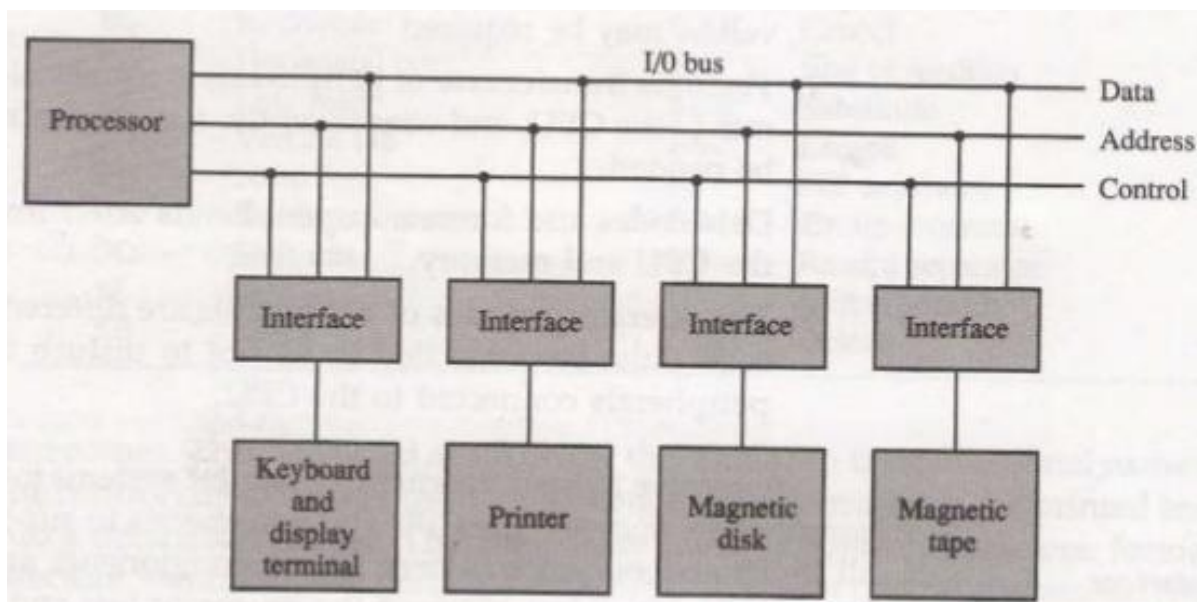 I/0 bus
Data
Processor
Address
Control
Interface
Interface
Interface
Interface
Keyboard
and
display
terminal
Printer
Magnetic
disk
Magnetic
tape